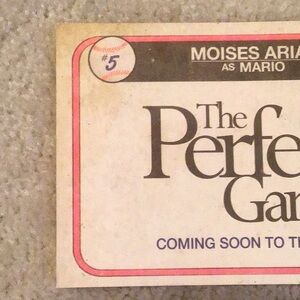 #5
MOISES ARIA
AS MARIO
The
Perfe
Gar
COMING SOON TO TH